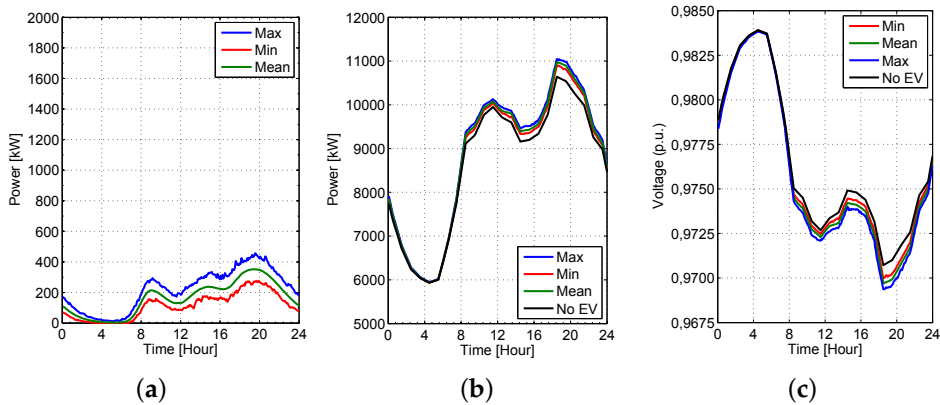 2000
1800
1600
1400
1200
1000
800
600
400
200
0
Power [kW]
0 4 8 12 16 20 24
Time [Hour]
Max
Min
Mean
(a)
12000
11000
10000
9000
8000
7000
6000
5000
Power [kW]
0 4 8 12 16 20 24
Time [Hour]
Max
Min
Mean
No EV
(b)
0.9850
0.9825
0.9800
0.9775
0.9750
0.9725
0.9700
0.9675
Voltage (p.u.)
0 4 8 12 16 20 24
Time [Hour]
Min
Mean
Max
No EV
(c)